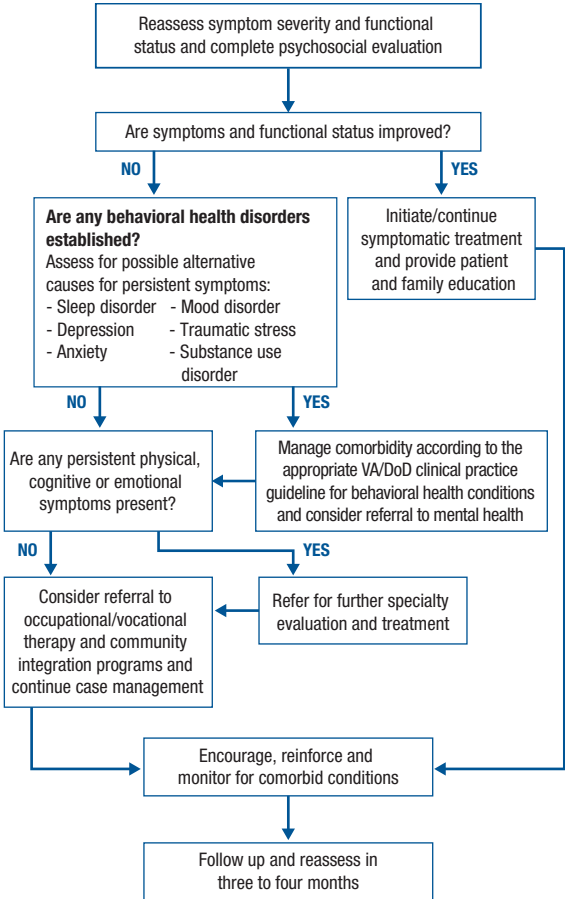 Reassess symptom severity and functional
status and complete psychosocial evaluation
Are symptoms and functional status improved?
NO
YES
Are any behavioral health disorders
established?
Assess for possible alternative
causes for persistent symptoms:
- Sleep disorder - Mood disorder
- Depression - Traumatic stress
- Anxiety - Substance use
disorder
Initiate/continue
symptomatic treatment
and provide patient
and family education
NO
YES
Are any persistent physical,
cognitive or emotional
symptoms present?
Manage comorbidity according to the
appropriate VA/DoD clinical practice
guideline for behavioral health conditions
and consider referral to mental health
NO
YES
Consider referral to
occupational/vocational
therapy and community
integration programs and
continue case management
Refer for further specialty
evaluation and treatment
Encourage, reinforce and
monitor for comorbid conditions
Follow up and reassess in
three to four months